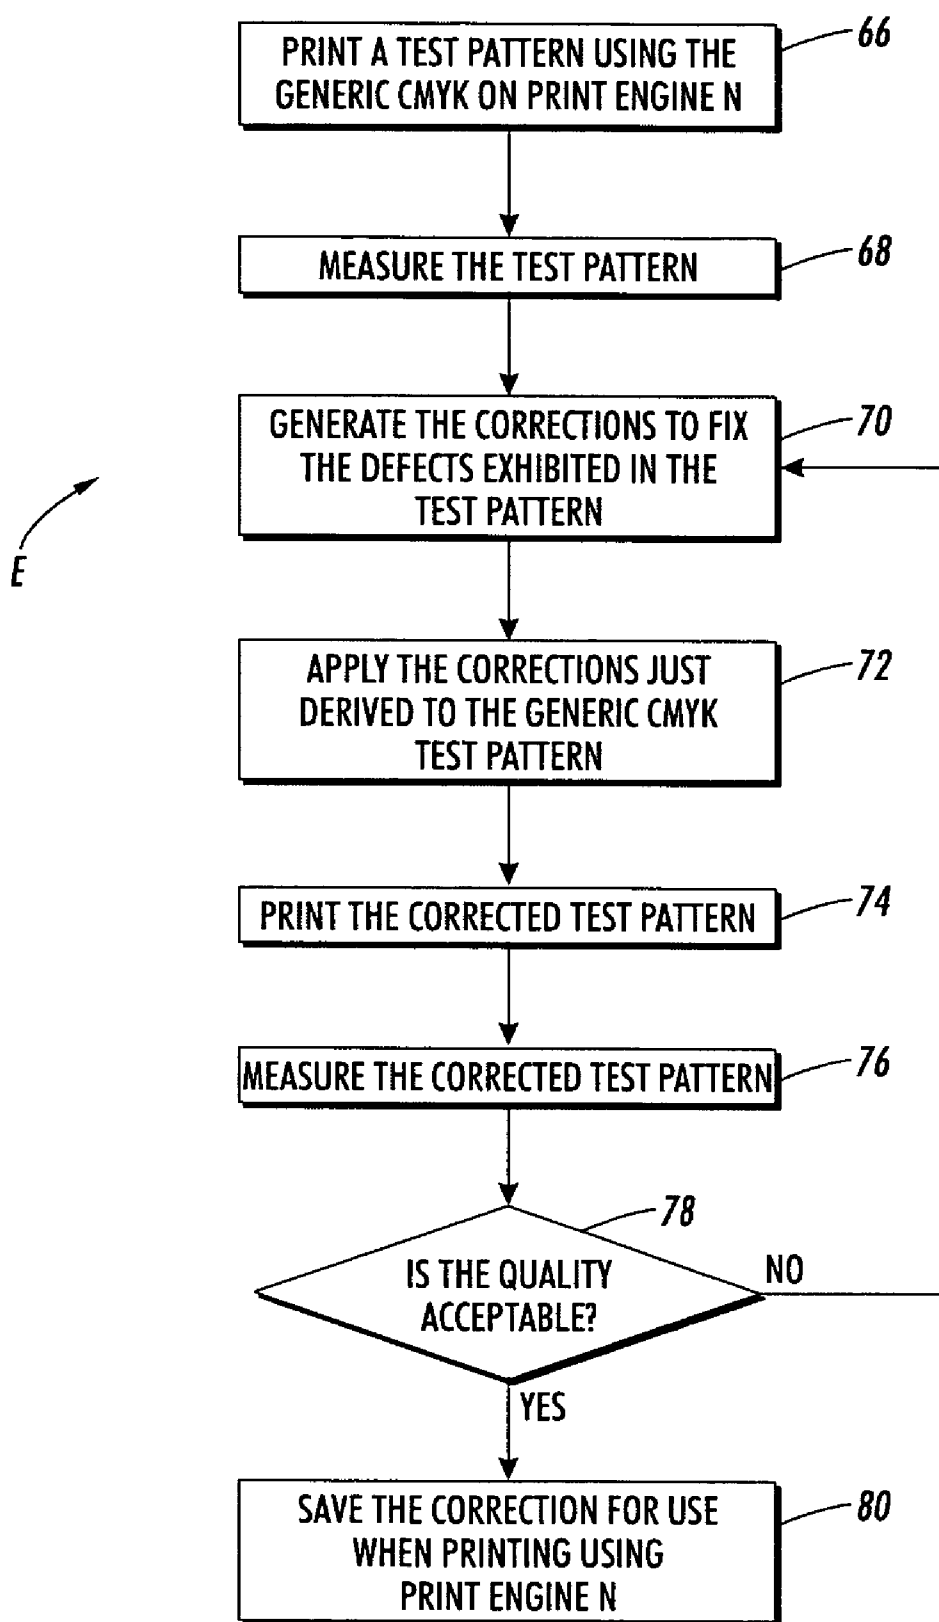 PRINT A TEST PATTERN USING THE
GENERIC CMYK ON PRINT ENGINE N
66
MEASURE THE TEST PATTERN
68
GENERATE THE CORRECTIONS TO FIX
THE DEFECTS EXHIBITED IN THE
TEST PATTERN
70
E
APPLY THE CORRECTIONS JUST
DERIVED TO THE GENERIC CMYK
TEST PATTERN
72
PRINT THE CORRECTED TEST PATTERN
74
MEASURE THE CORRECTED TEST PATTERN
76
78
IS THE QUALITY
ACCEPTABLE?
NO
YES
SAVE THE CORRECTION FOR USE
WHEN PRINTING USING
PRINT ENGINE N
80